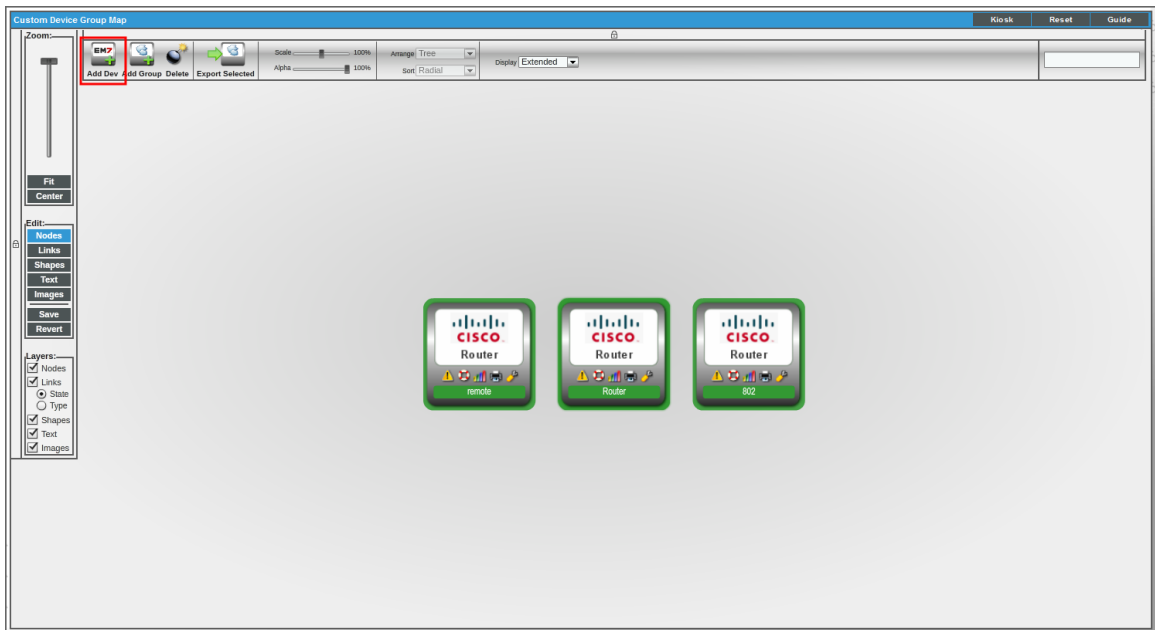 Custom Device Group Map
Kiosk Reset Guide
Zoom:
EM7
Add Dev Add Group Delete Export Selected
Scale 100%
Alpha 100%
Arrange Tree
Sort Radial
Display Extended
Fit
Center
Edit:
Nodes
Links
Shapes
Text
Images
Save
Revert
Layers:
Nodes
Links
State
Type
Shapes
Text
Images
CISCO
Router
remote
CISCO
Router
Router
CISCO
Router
802